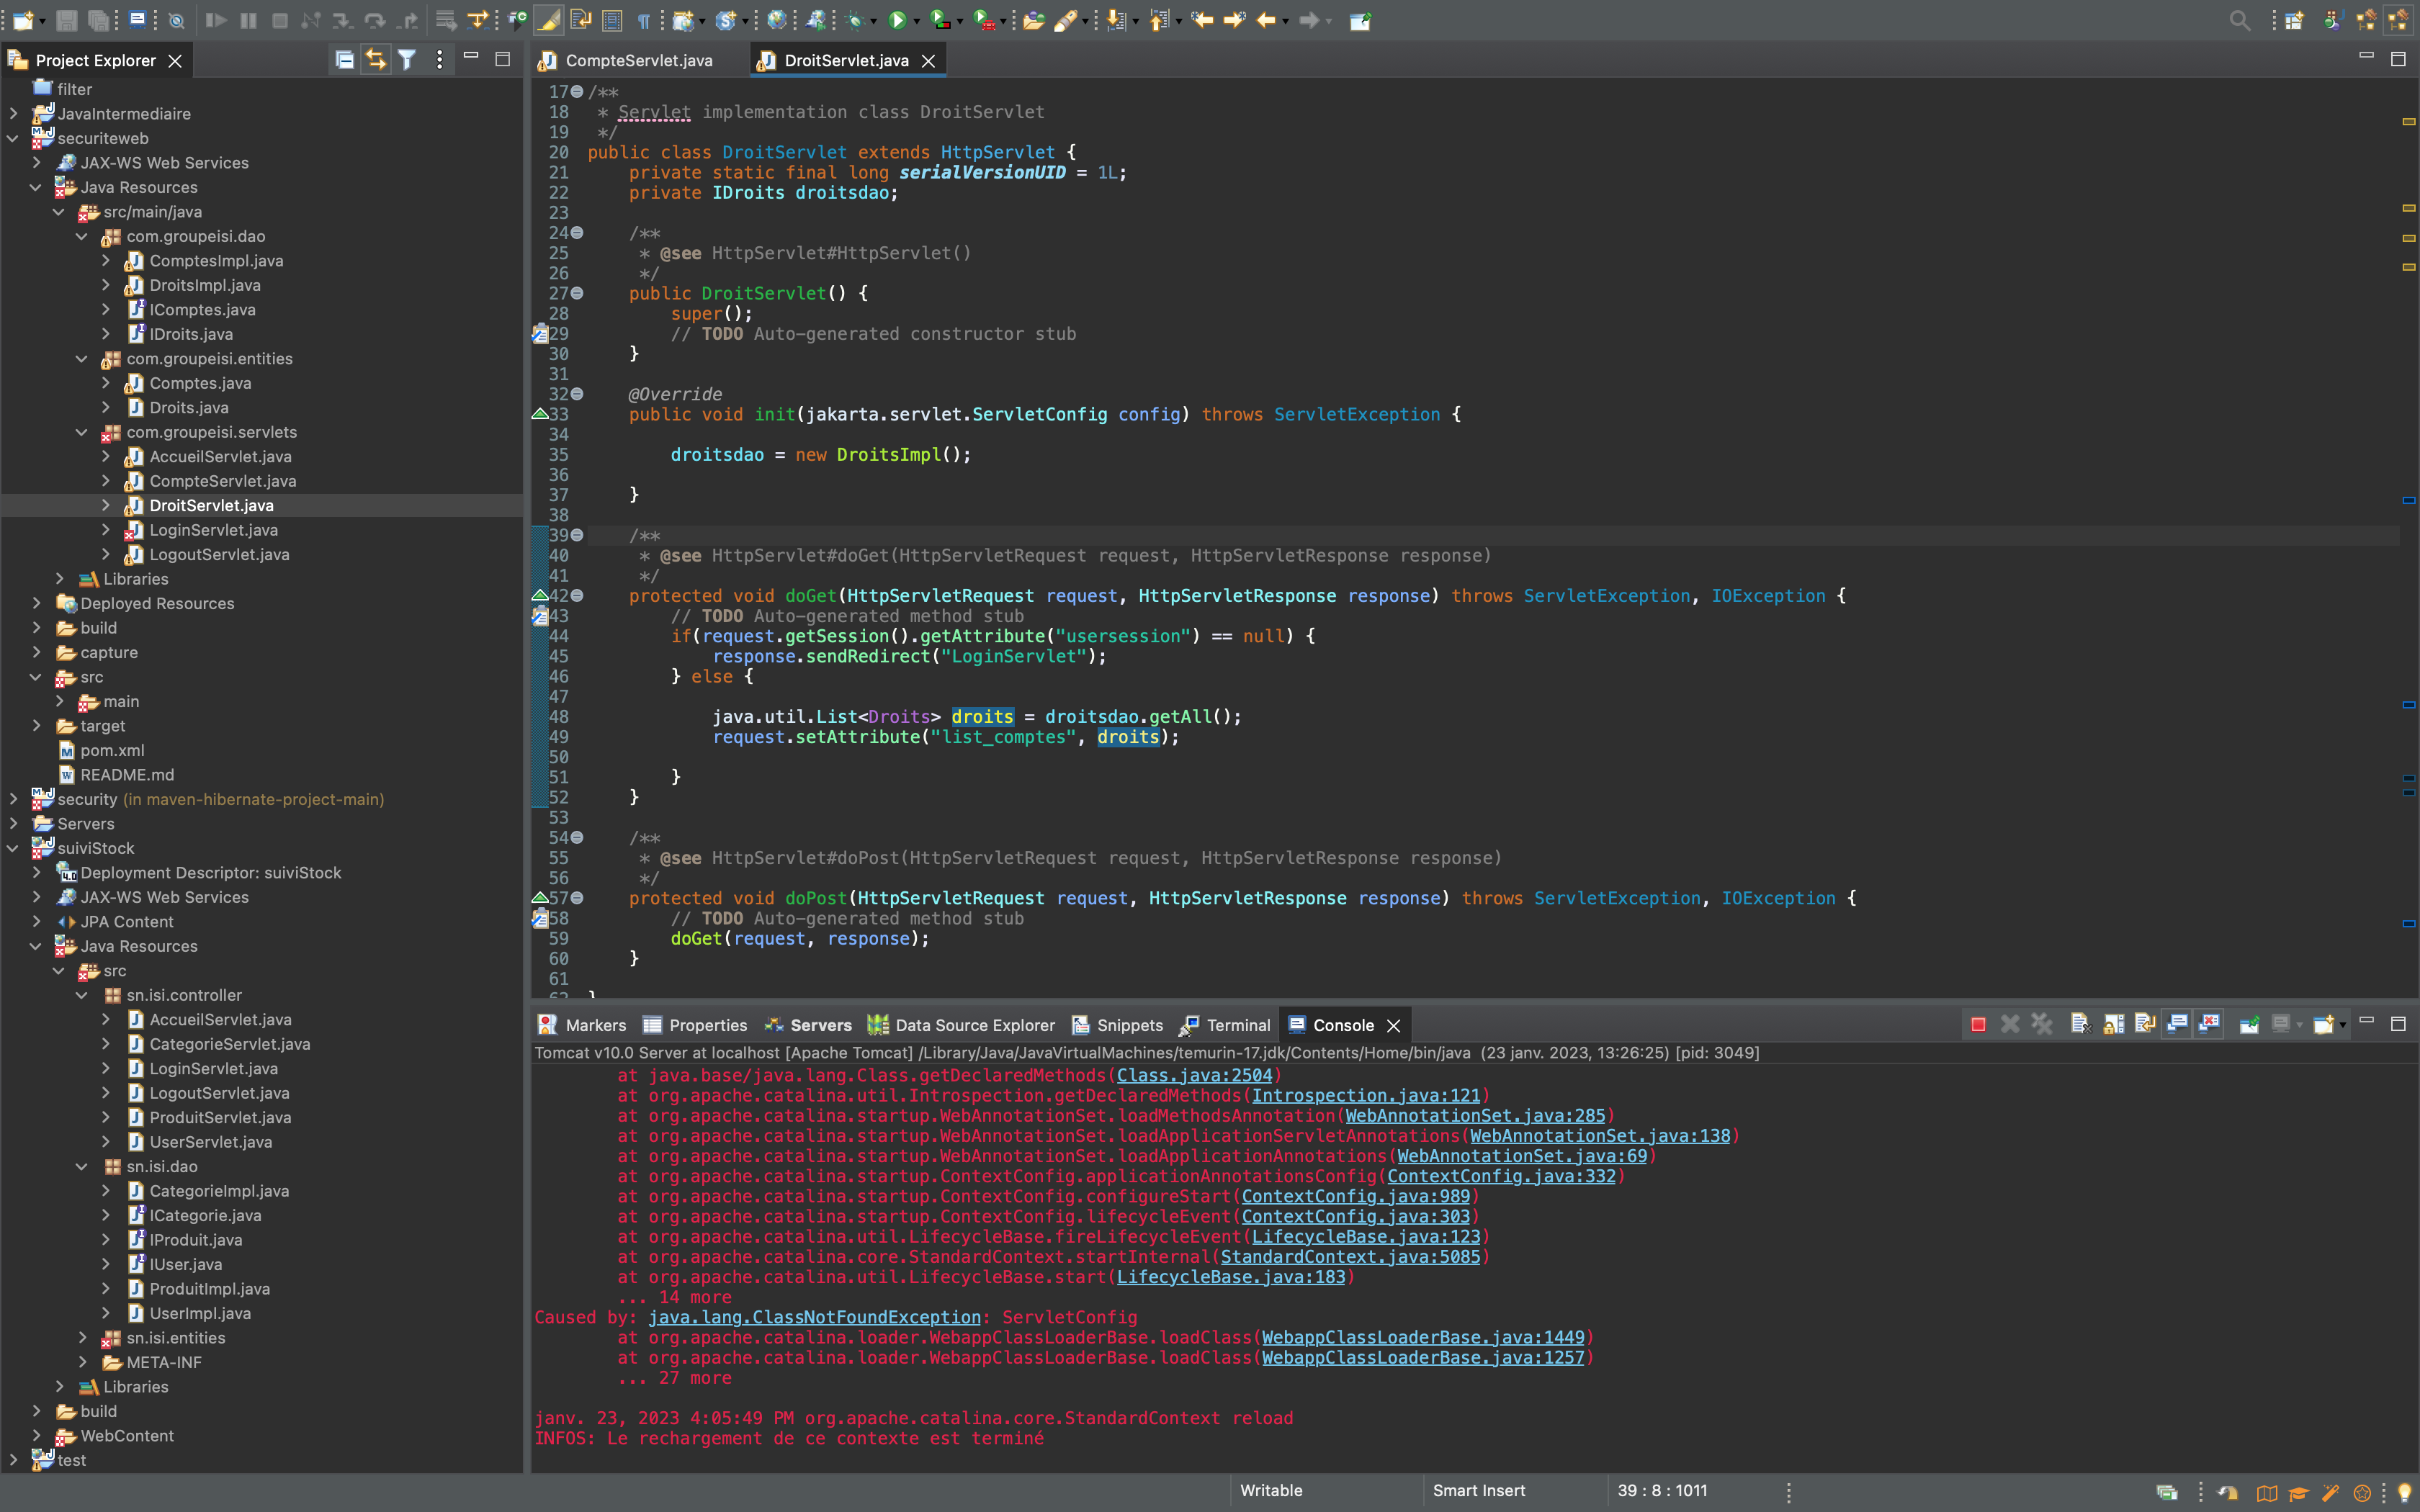 Project Explorer
filter
JavaIntermediaire
securiteweb
JAX-WS Web Services
Java Resources
src/main/java
com.groupeisi.dao
ComptesImpl.java
DroitsImpl.java
IComptes.java
IDroits.java
com.groupeisi.entities
Comptes.java
Droits.java
com.groupeisi.servlets
AccueilServlet.java
CompteServlet.java
DroitServlet.java
LoginServlet.java
LogoutServlet.java
Libraries
Deployed Resources
build
capture
src
main
target
pom.xml
README.md
security (in maven-hibernate-project-main)
Servers
suiviStock
Deployment Descriptor: suiviStock
JAX-WS Web Services
JPA Content
Java Resources
src
sn.isi.controller
AccueilServlet.java
CategorieServlet.java
LoginServlet.java
LogoutServlet.java
ProduitServlet.java
UserServlet.java
sn.isi.dao
CategorieImpl.java
ICategorie.java
IProduit.java
IUser.java
ProduitImpl.java
UserImpl.java
sn.isi.entities
META-INF
Libraries
build
WebContent
test
CompteServlet.java DroitServlet.java
17 /**
18 * Servlet implementation class DroitServlet
19 */
20 public class DroitServlet extends HttpServlet {
21 private static final long serialVersionUID = 1L;
22 private IDroits droitsdao;
23
24 /**
25 * @see HttpServlet#HttpServlet()
26 */
27 public DroitServlet() {
28 super();
29 // TODO Auto-generated constructor stub
30 }
31
32 @Override
33 public void init(jakarta.servlet.ServletConfig config) throws ServletException {
34
35 droitsdao = new DroitsImpl();
36
37 }
38
39 /**
40 * @see HttpServlet#doGet(HttpServletRequest request, HttpServletResponse response)
41 */
42 protected void doGet(HttpServletRequest request, HttpServletResponse response) throws ServletException, IOException {
43 // TODO Auto-generated method stub
44 if(request.getSession().getAttribute("usersession") == null) {
45 response.sendRedirect("LoginServlet");
46 } else {
47
48 java.util.List<Droits> droits = droitsdao.getAll();
49 request.setAttribute("list_comptes", droits);
50
51 }
52 }
53
54 /**
55 * @see HttpServlet#doPost(HttpServletRequest request, HttpServletResponse response)
56 */
57 protected void doPost(HttpServletRequest request, HttpServletResponse response) throws ServletException, IOException {
58 // TODO Auto-generated method stub
59 doGet(request, response);
60 }
61
62 }
Markers Properties Servers Data Source Explorer Snippets Terminal Console
Tomcat v10.0 Server at localhost [Apache Tomcat] /Library/Java/JavaVirtualMachines/temurin-17.jdk/Contents/Home/bin/java (23 janv. 2023, 13:26:25) [pid: 3049]
at java.base/java.lang.Class.getDeclaredMethods(Class.java:2504)
at org.apache.catalina.util.Introspection.getDeclaredMethods(Introspection.java:121)
at org.apache.catalina.startup.WebAnnotationSet.loadMethodsAnnotation(WebAnnotationSet.java:285)
at org.apache.catalina.startup.WebAnnotationSet.loadApplicationServletAnnotations(WebAnnotationSet.java:138)
at org.apache.catalina.startup.WebAnnotationSet.loadApplicationAnnotations(WebAnnotationSet.java:69)
at org.apache.catalina.startup.ContextConfig.applicationAnnotationsConfig(ContextConfig.java:332)
at org.apache.catalina.startup.ContextConfig.configureStart(ContextConfig.java:989)
at org.apache.catalina.startup.ContextConfig.lifecycleEvent(ContextConfig.java:303)
at org.apache.catalina.util.LifecycleBase.fireLifecycleEvent(LifecycleBase.java:123)
at org.apache.catalina.core.StandardContext.startInternal(StandardContext.java:5085)
at org.apache.catalina.util.LifecycleBase.start(LifecycleBase.java:183)
... 14 more
Caused by: java.lang.ClassNotFoundException: ServletConfig
at org.apache.catalina.loader.WebappClassLoaderBase.loadClass(WebappClassLoaderBase.java:1449)
at org.apache.catalina.loader.WebappClassLoaderBase.loadClass(WebappClassLoaderBase.java:1257)
... 27 more
janv. 23, 2023 4:05:49 PM org.apache.catalina.core.StandardContext reload
INFOS: Le rechargement de ce contexte est terminé
Writable Smart Insert 39 : 8 : 1011